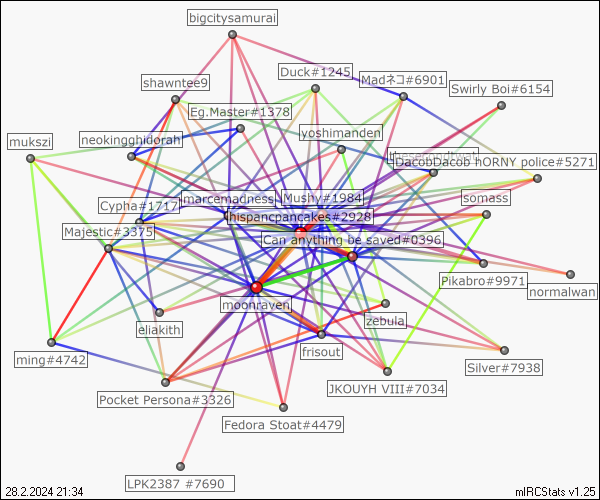 bigcitysamurai
Duck#1245
Madネコ#6901
shawntee9
Swirly Boi#6154
Eg.Master#1378
yoshimanden
neokingghidorah
mukszi
DacobDacob hORNY police#5271
marcemadness
Mushy#1984
somass
Cypha#1717
hispancpancakes#2928
Majestic#3375
Can anything be saved#0396
Pikabro#9971
normalwan
moonraven
zebula
eliakith
frisout
ming#4742
Silver#7938
JKOUYH VIII#7034
Pocket Persona#3326
Fedora Stoat#4479
LPK2387 #7690
28.2.2024 21:34
mIRCStats v1.25